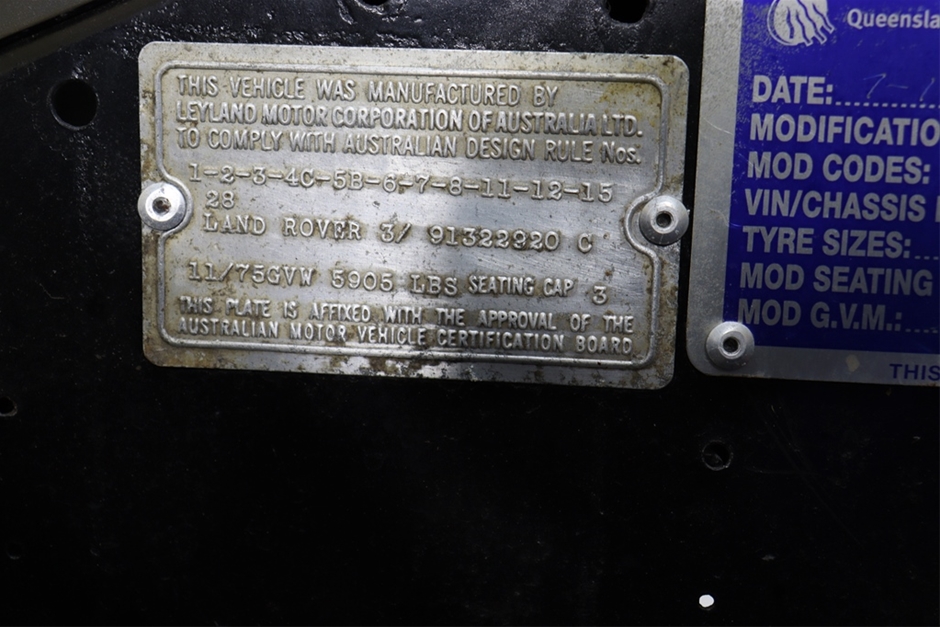 THIS VEHICLE WAS MANUFACTURED BY
LEYLAND MOTOR CORPORATION OF AUSTRALIA LTD.
TO COMPLY WITH AUSTRALIAN DESIGN RULE Nos.
1-2-3-4C-5B-6-7-8-11-12-15
28
LAND ROVER 3/ 91322920 C
11/75GVW 5905 LBS SEATING CAP 3
THIS PLATE IS AFFIXED WITH THE APPROVAL OF THE
AUSTRALIAN MOTOR VEHICLE CERTIFICATION BOARD
Queensla
DATE:
MODIFICATIO
MOD CODES:
VIN/CHASSIS
TYRE SIZES:
MOD SEATING
MOD G.V.M.:
THIS